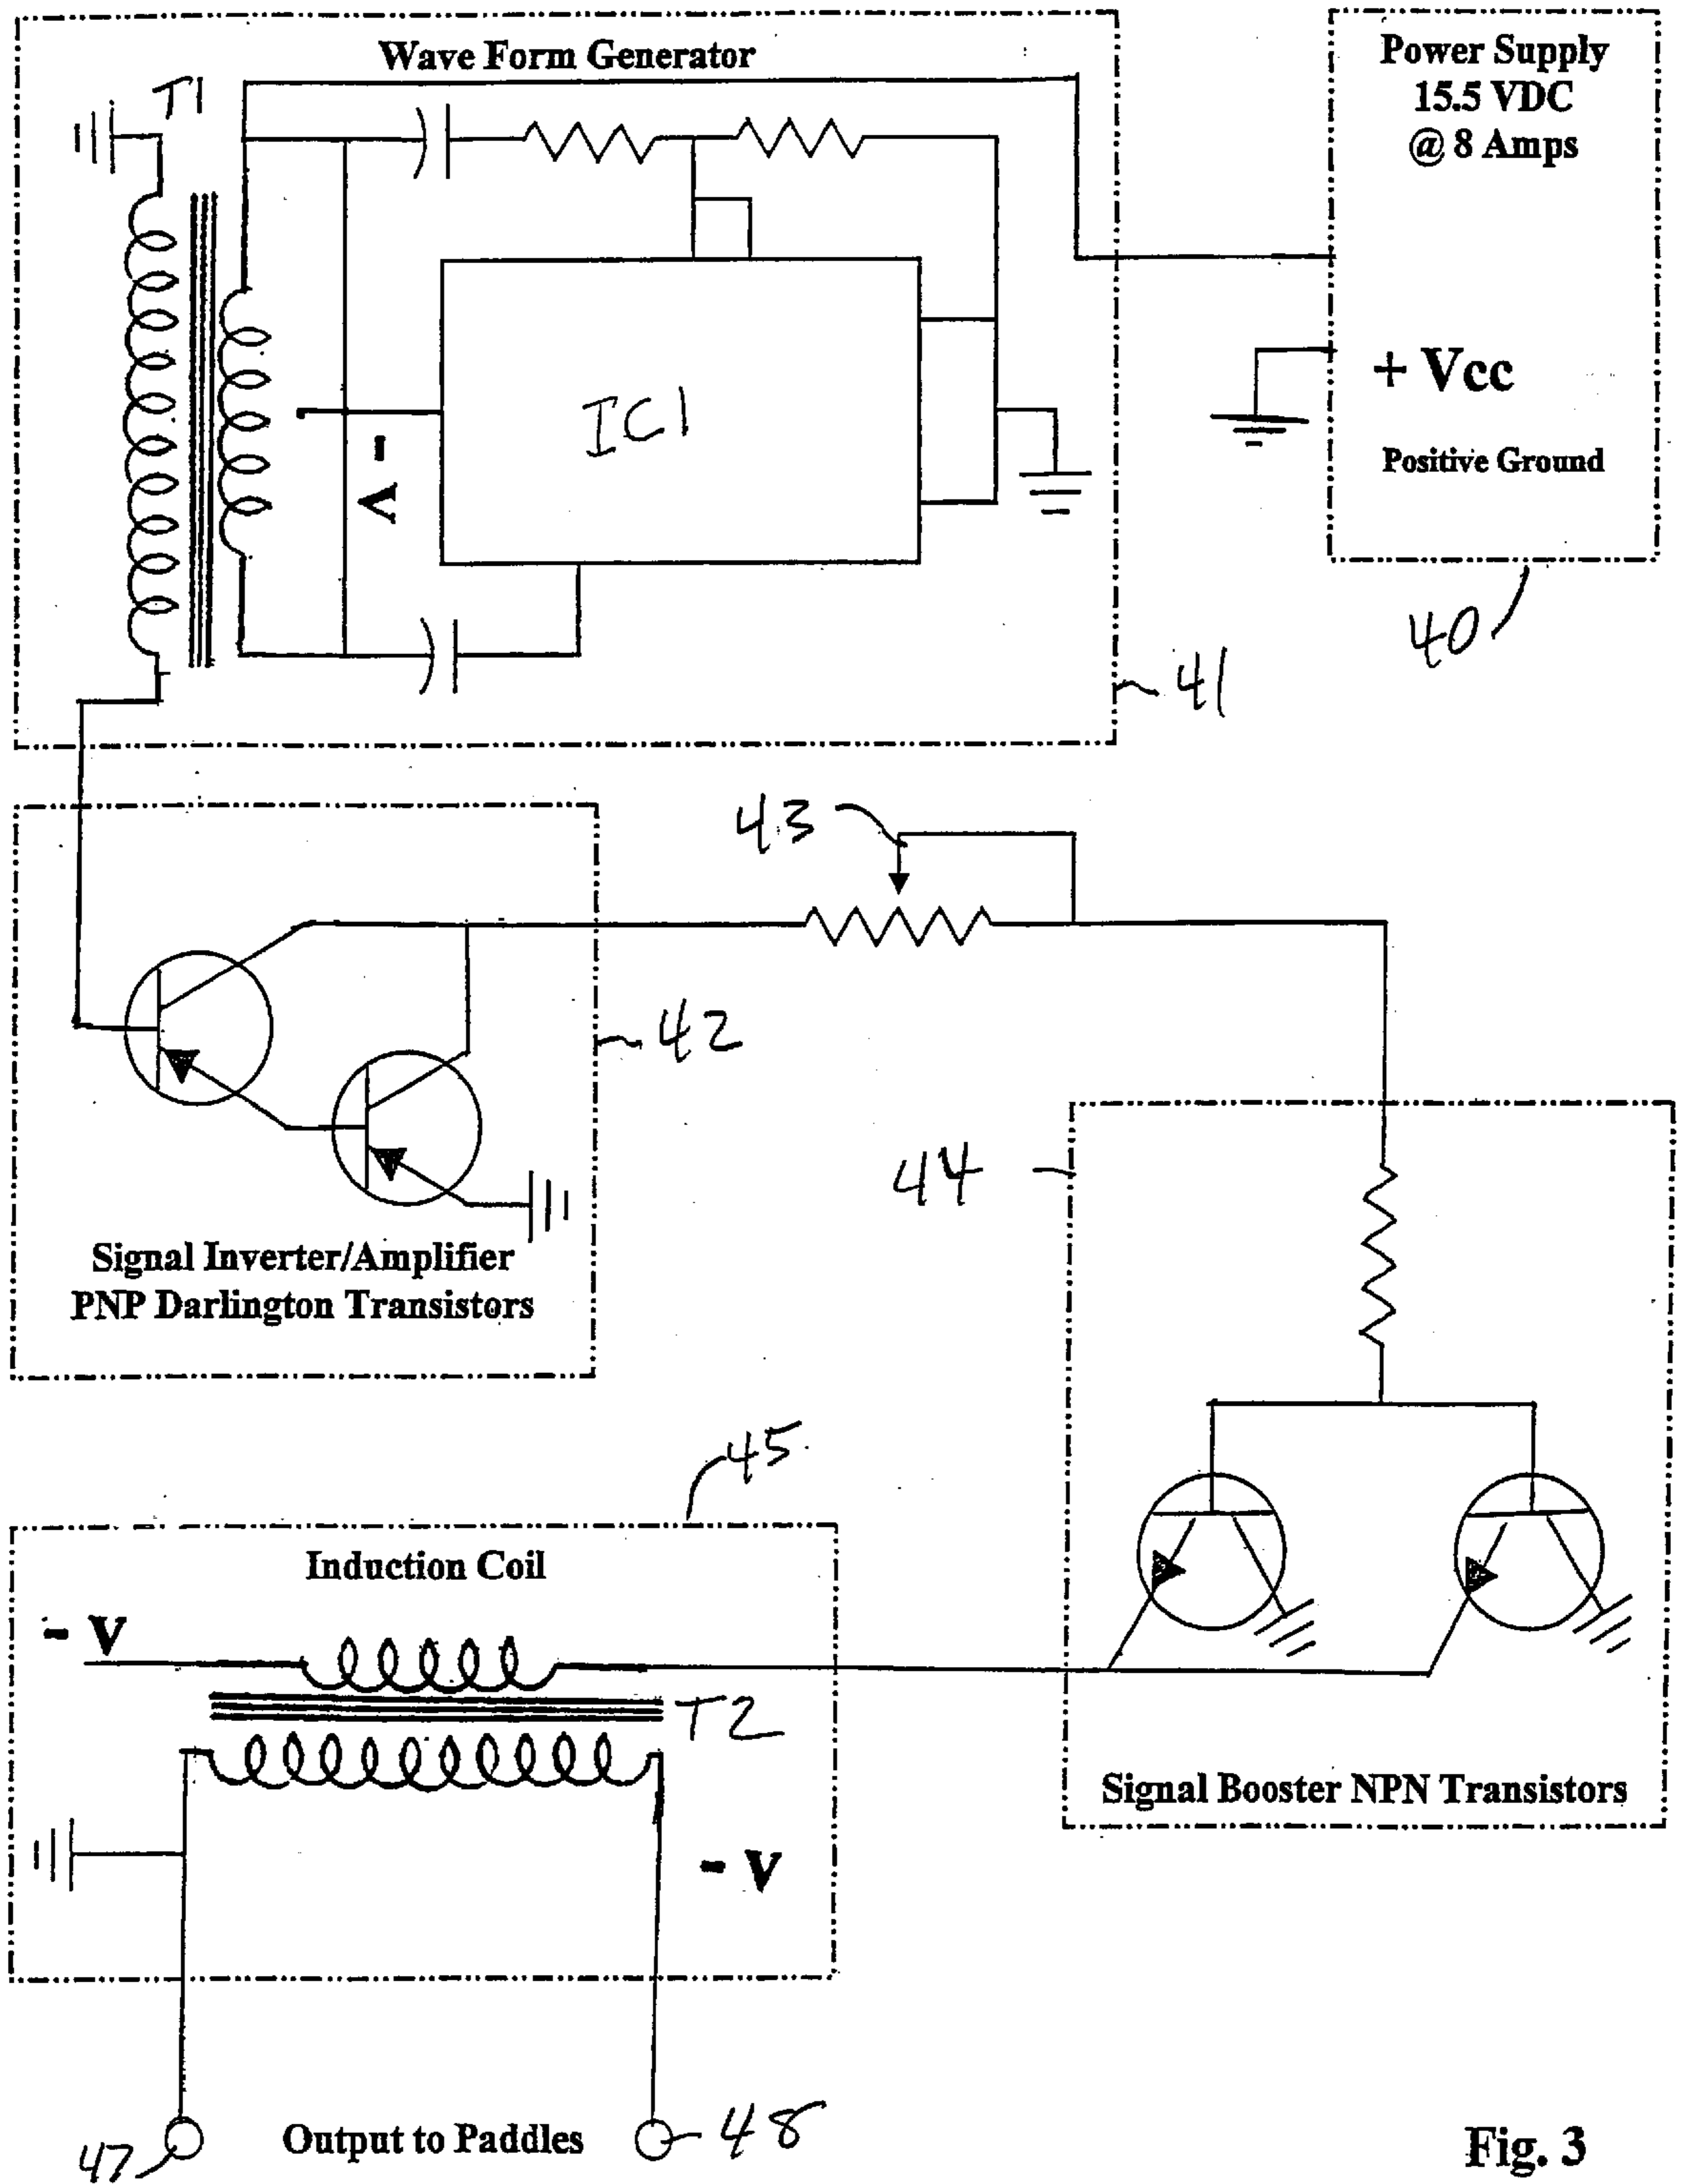 Wave Form Generator
Power Supply
15.5 VDC
@ 8 Amps
T1
+ Vcc
Positive Ground
IC1
- V
40
41
43
42
Signal Inverter/Amplifier
PNP Darlington Transistors
44
45
Induction Coil
- V
T2
Signal Booster NPN Transistors
- V
47
Output to Paddles
48
Fig. 3